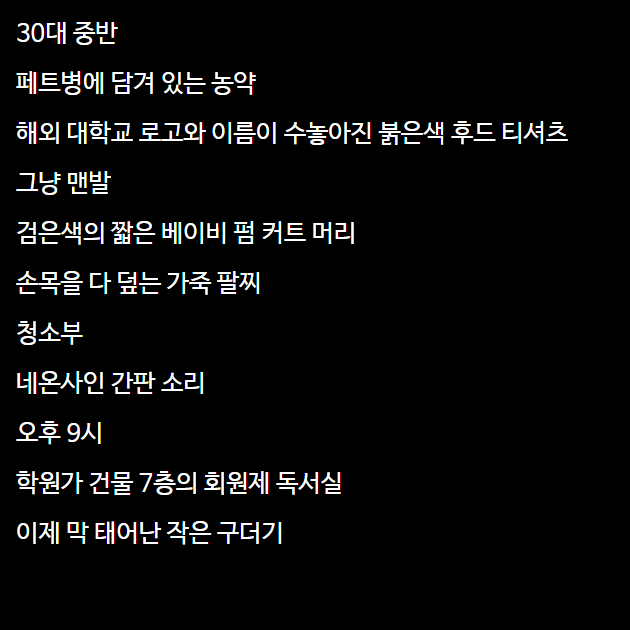 30대 중반
페트병에 담겨 있는 농약
해외 대학교 로고와 이름이 수놓아진 붉은색 후드 티셔츠
그냥 맨발
검은색의 짧은 베이비 펌 커트 머리
손목을 다 덮는 가죽 팔찌
청소부
네온사인 간판 소리
오후 9시
학원가 건물 7층의 회원제 독서실
이제 막 태어난 작은 구더기